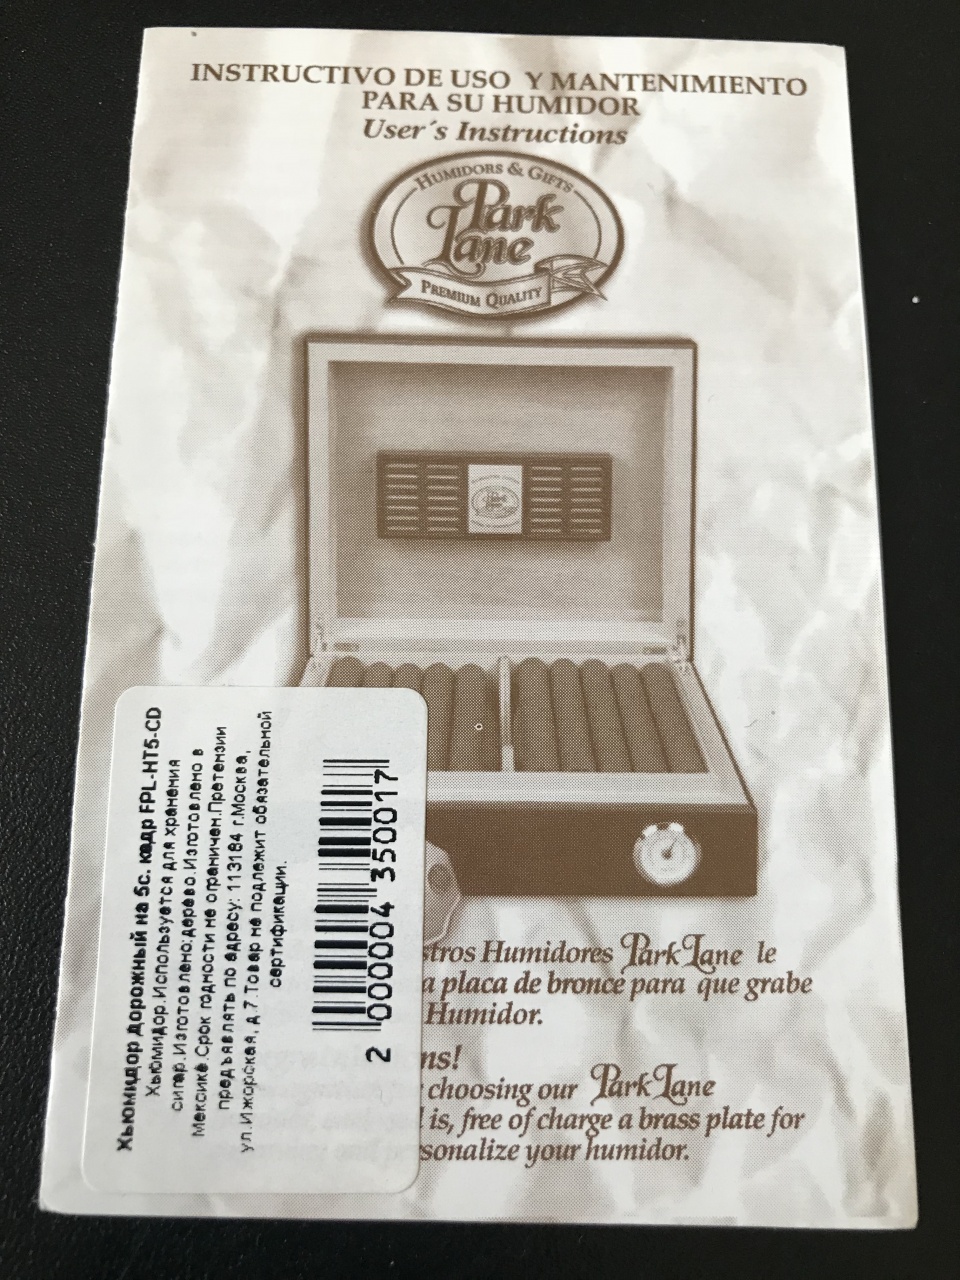 INSTRUCTIVO DE USO Y MANTENIMIENTO
PARA SU HUMIDOR
User´s Instructions
HUMIDORS & GIFTS
Park
Lane
PREMIUM QUALITY
stros Humidores Park Lane le
a placa de bronce para que grabe
Humidor.
ns!
choosing our Park Lane
is, free of charge a brass plate for
sonalize your humidor.
Хьюмидор дорожный на 5с. кедр FPL-HT5-CD
Хьюмидор.Используется для хранения
сигар.Изготовлено:дерево.Изготовлено в
Мексике.Срок годности не ограничен.Претензии
предъявлять по адресу: 113184 г.Москва,
ул.Ижорская, д.7.Товар не подлежит обязательной
сертификации.
2 000004 350017